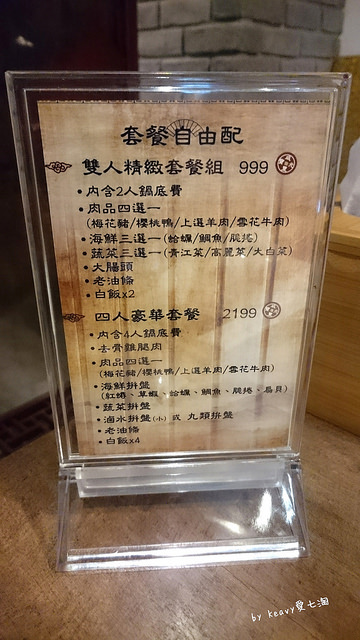 套餐自由配
雙人精緻套餐組 999
•內含2人鍋底費
•肉品四選一
(梅花豬/櫻桃鴨/上選羊肉/雪花牛肉)
•海鮮三選一(蛤蠣/鯛魚/脆捲)
•蔬菜三選一(青江菜/高麗菜/大白菜)
•大腸頭
•老油條
•白飯x2
四人豪華套餐 2199
•內含4人鍋底費
•去骨雞腿肉
•肉品四選一
(梅花豬/櫻桃鴨/上選羊肉/雪花牛肉)
•海鮮拼盤
(紅蟳、草蝦、蛤蠣、鯛魚、脆捲、扇貝)
•蔬菜拼盤
•滷水拼盤(小) 或 丸類拼盤
•老油條
•白飯x4
by keavy愛七淘